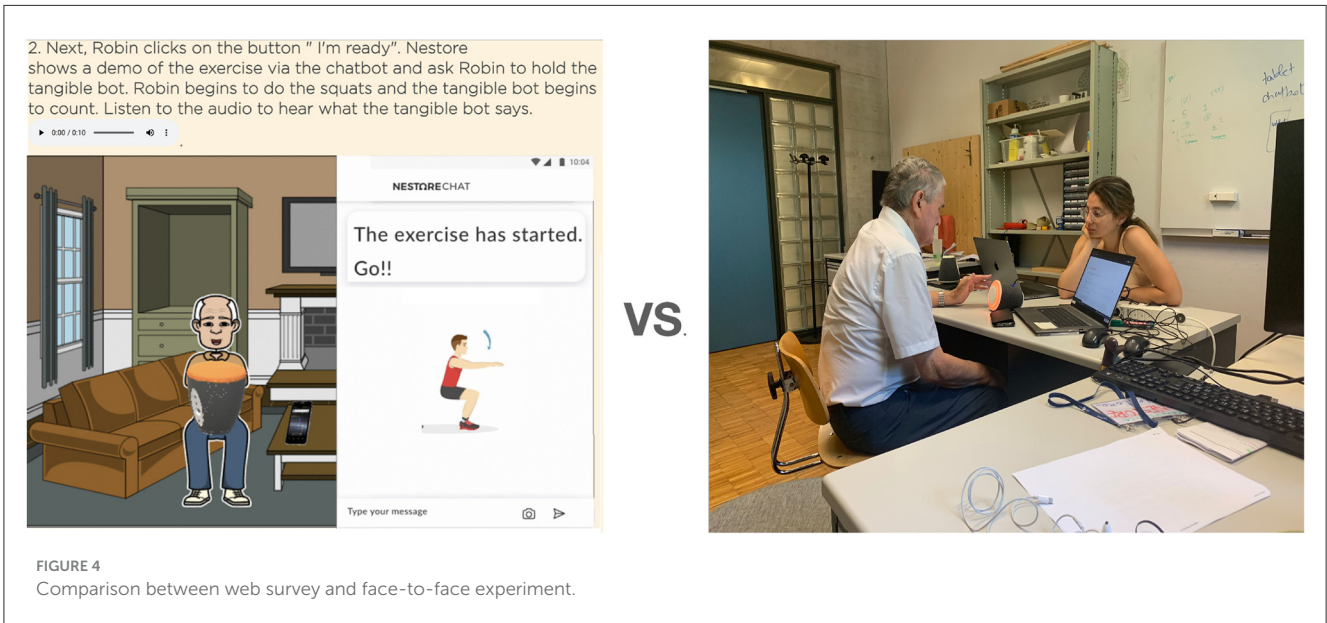 2. Next, Robin clicks on the button " I'm ready". Nestore
shows a demo of the exercise via the chatbot and ask Robin to hold the
tangible bot. Robin begins to do the squats and the tangible bot begins
to count. Listen to the audio to hear what the tangible bot says.
0:00 / 0:10
.
10:04
NESTORECHAT
The exercise has started.
Go!!
Type your message
VS.
tablet
chatbot
FIGURE 4
Comparison between web survey and face-to-face experiment.